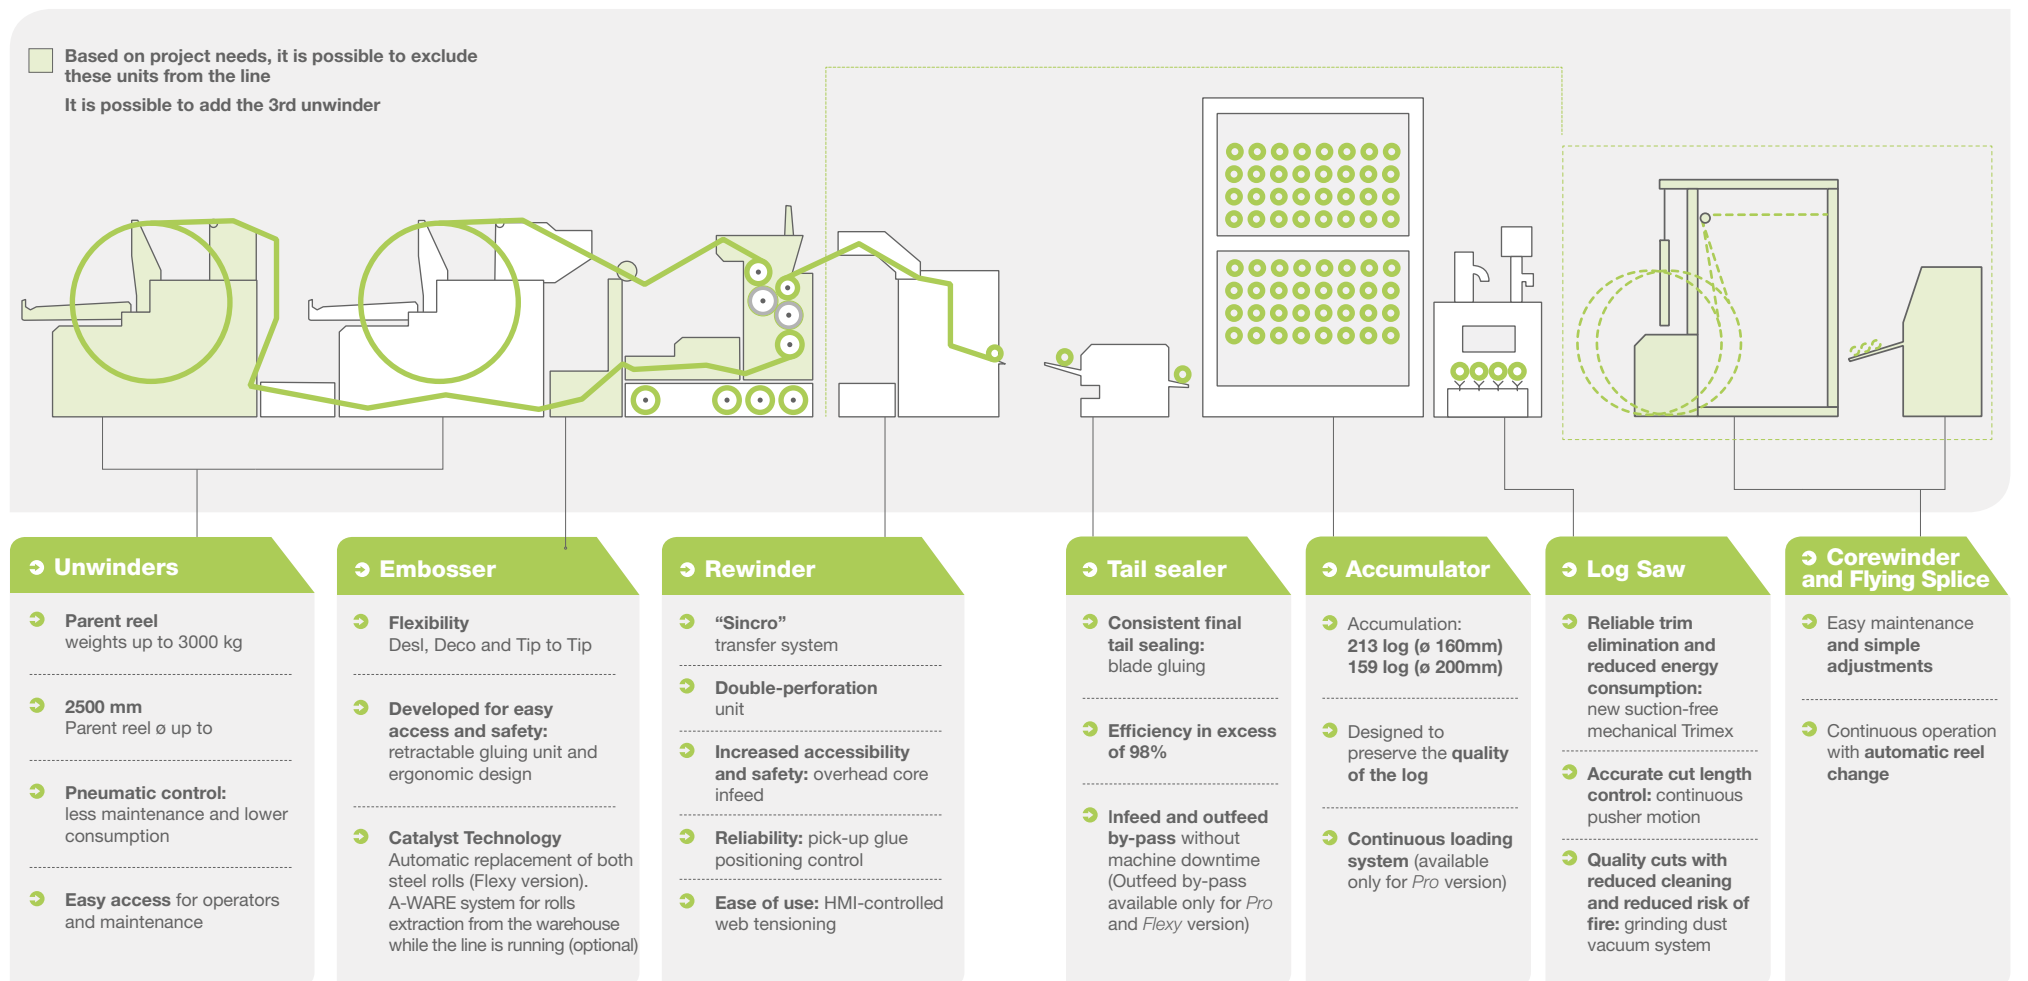 Based on project needs, it is possible to exclude
these units from the line
It is possible to add the 3rd unwinder
Unwinders
Parent reel
weights up to 3000 kg
2500 mm
Parent reel ø up to
Pneumatic control:
less maintenance and lower
consumption
Easy access for operators
and maintenance
Embosser
Flexibility
Desl, Deco and Tip to Tip
Developed for easy
access and safety:
retractable gluing unit and
ergonomic design
Catalyst Technology
Automatic replacement of both
steel rolls (Flexy version).
A-WARE system for rolls
extraction from the warehouse
while the line is running (optional)
Rewinder
“Sincro”
transfer system
Double-perforation
unit
Increased accessibility
and safety: overhead core
infeed
Reliability: pick-up glue
positioning control
Ease of use: HMI-controlled
web tensioning
Tail sealer
Consistent final
tail sealing:
blade gluing
Efficiency in excess
of 98%
Infeed and outfeed
by-pass without
machine downtime
(Outfeed by-pass
available only for Pro
and Flexy version)
Accumulator
Accumulation:
213 log (ø 160mm)
159 log (ø 200mm)
Designed to
preserve the quality
of the log
Continuous loading
system (available
only for Pro version)
Log Saw
Reliable trim
elimination and
reduced energy
consumption:
new suction-free
mechanical Trimex
Accurate cut length
control: continuous
pusher motion
Quality cuts with
reduced cleaning
and reduced risk of
fire: grinding dust
vacuum system
Corewinder
and Flying Splice
Easy maintenance
and simple
adjustments
Continuous operation
with automatic reel
change